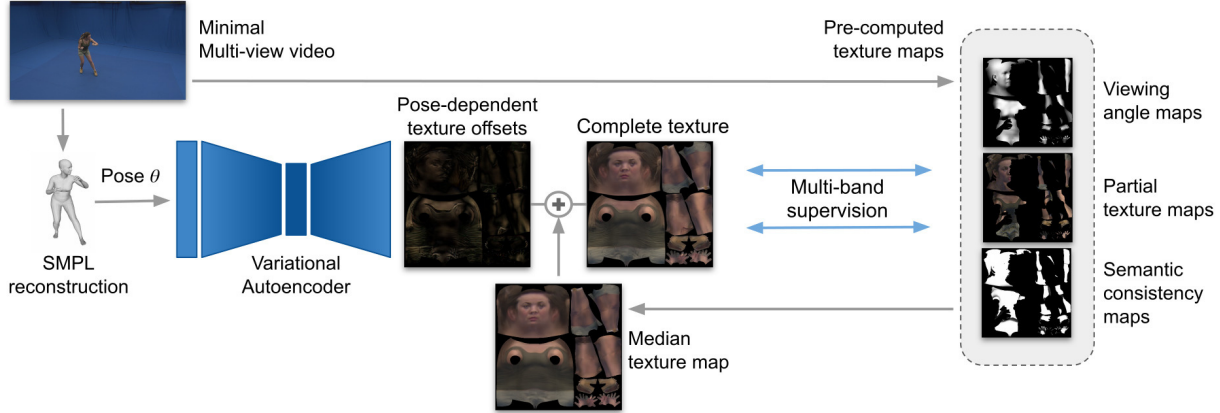 Minimal
Multi-view video
Pre-computed
texture maps
Viewing
angle maps
Pose-dependent
texture offsets
Complete texture
Pose θ
Multi-band
supervision
Partial
texture maps
SMPL
reconstruction
Variational
Autoencoder
Semantic
consistency
maps
Median
texture map